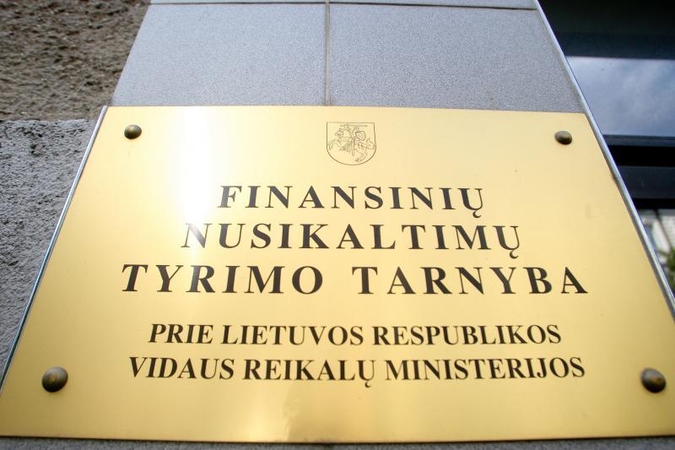 FINANSINIŲ
NUSIKALTIMŲ
TYRIMO TARNYBA
PRIE LIETUVOS RESPUBLIKOS
VIDAUS REIKALŲ MINISTERIJOS